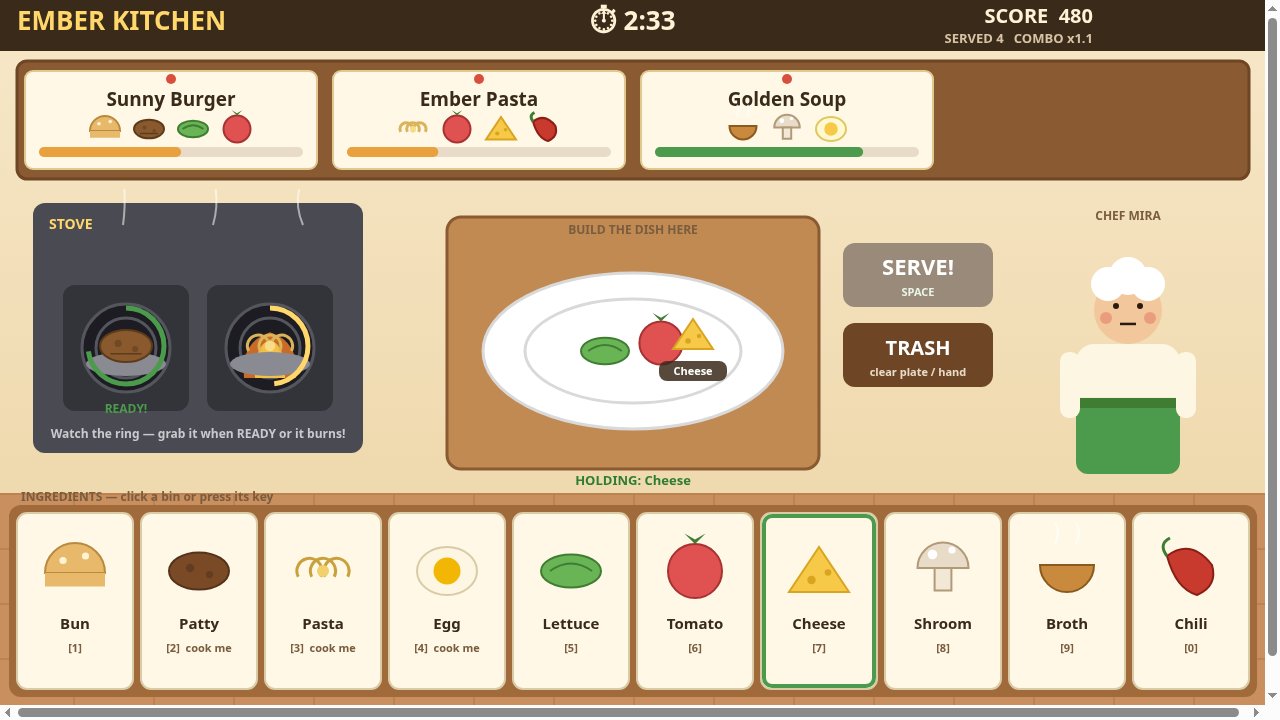 EMBER KITCHEN
2:33
SCORE 480
SERVED 4 COMBO x1.1
Sunny Burger
Ember Pasta
Golden Soup
STOVE
READY!
Watch the ring — grab it when READY or it burns!
BUILD THE DISH HERE
Cheese
HOLDING: Cheese
SERVE!
SPACE
TRASH
clear plate / hand
CHEF MIRA
INGREDIENTS — click a bin or press its key
Bun
[1]
Patty
[2] cook me
Pasta
[3] cook me
Egg
[4] cook me
Lettuce
[5]
Tomato
[6]
Cheese
[7]
Shroom
[8]
Broth
[9]
Chili
[0]